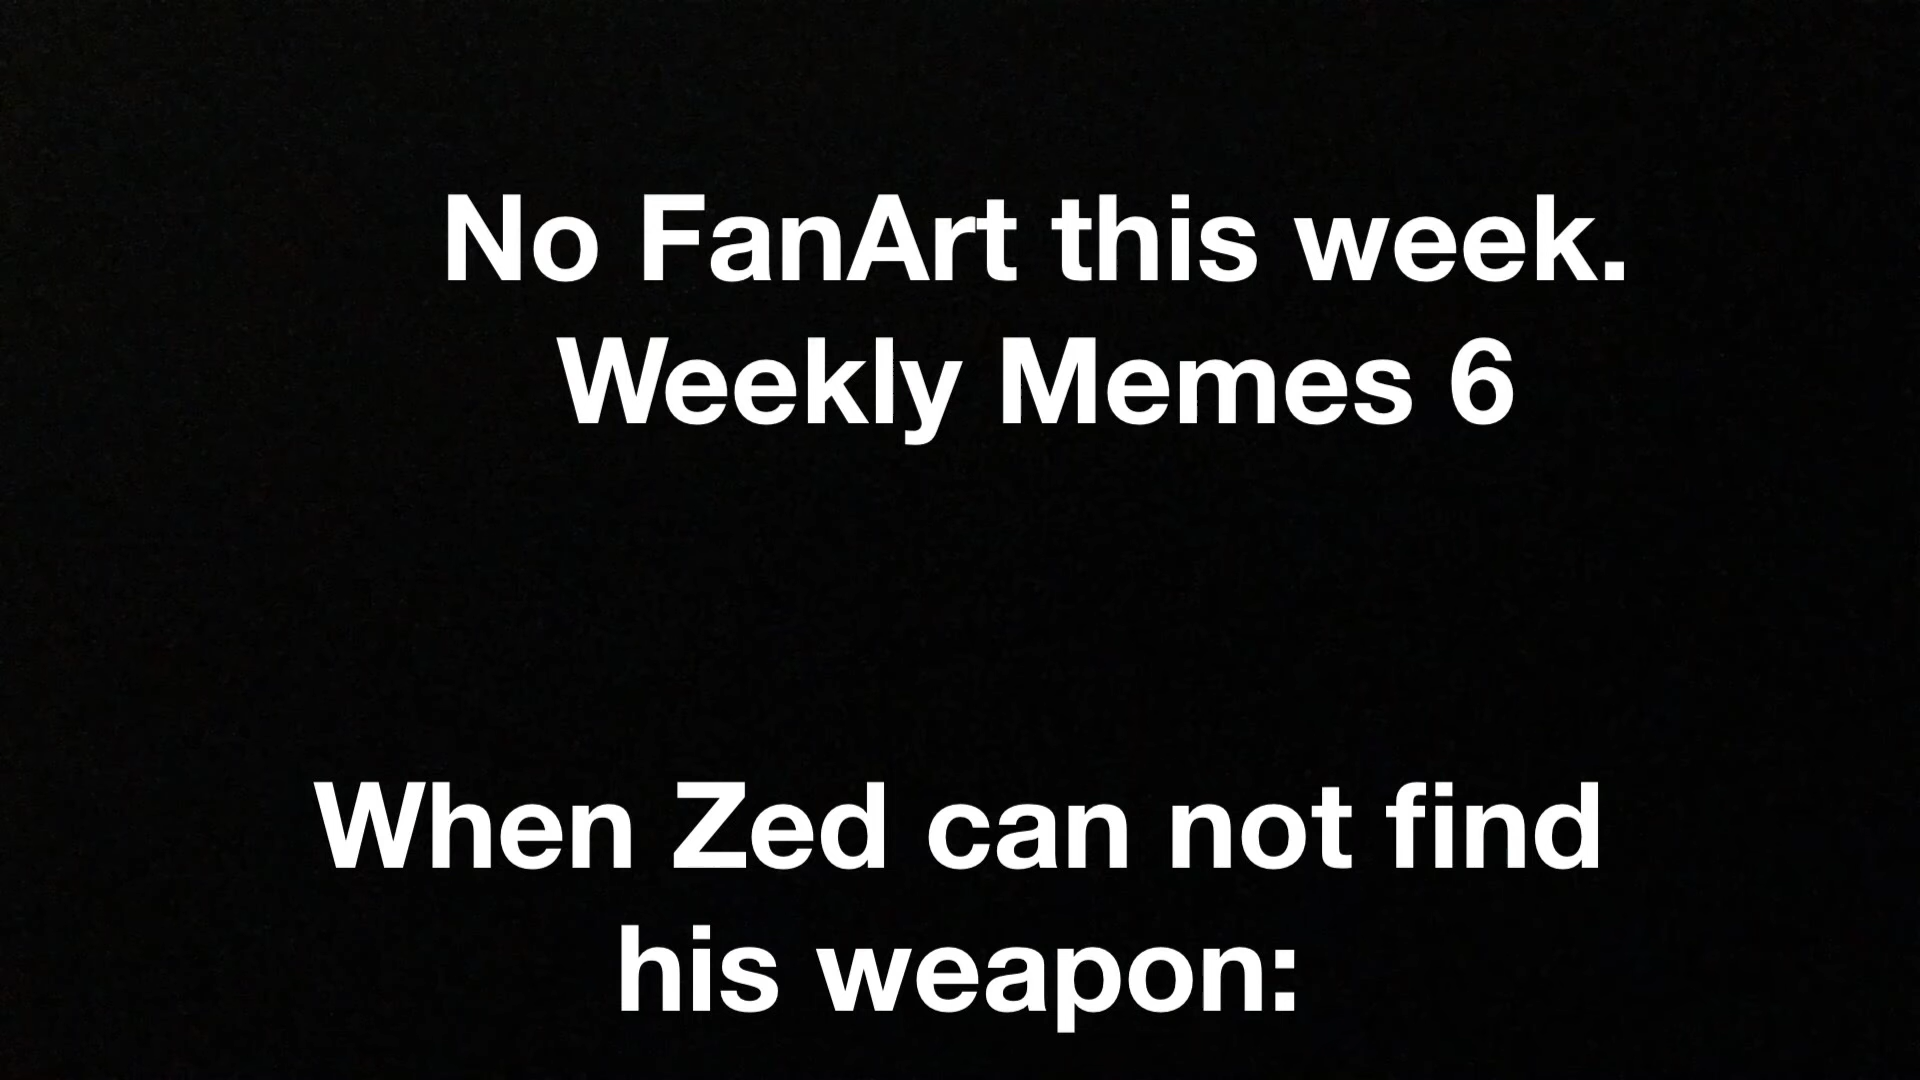 No FanArt this week.
Weekly Memes 6
When Zed can not find
his weapon: